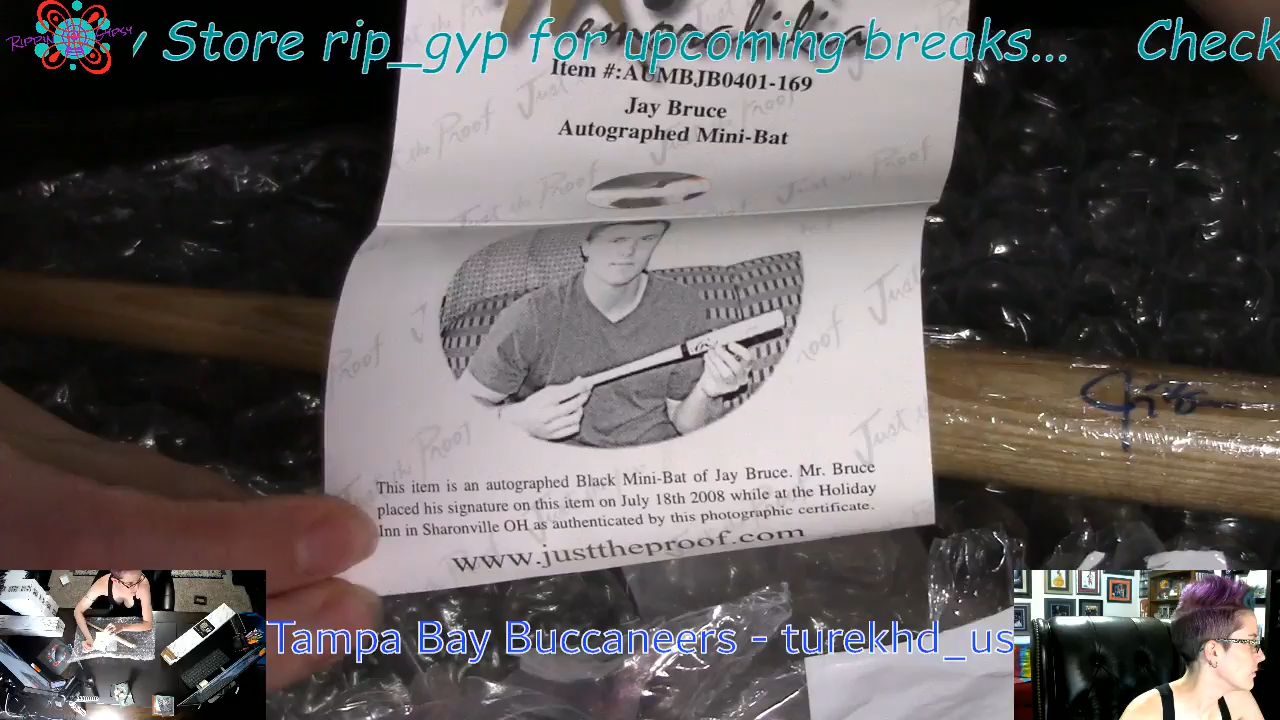 RIPPIN GYPSY
y Store rip_gyp for upcoming breaks... Check
Item #:AUMBJB0401-169
Jay Bruce
Autographed Mini-Bat
This item is an autographed Black Mini-Bat of Jay Bruce. Mr. Bruce
placed his signature on this item on July 18th 2008 while at the Holiday
Inn in Sharonville OH as authenticated by this photographic certificate.
www.justtheproof.com
Tampa Bay Buccaneers - turekhd_us